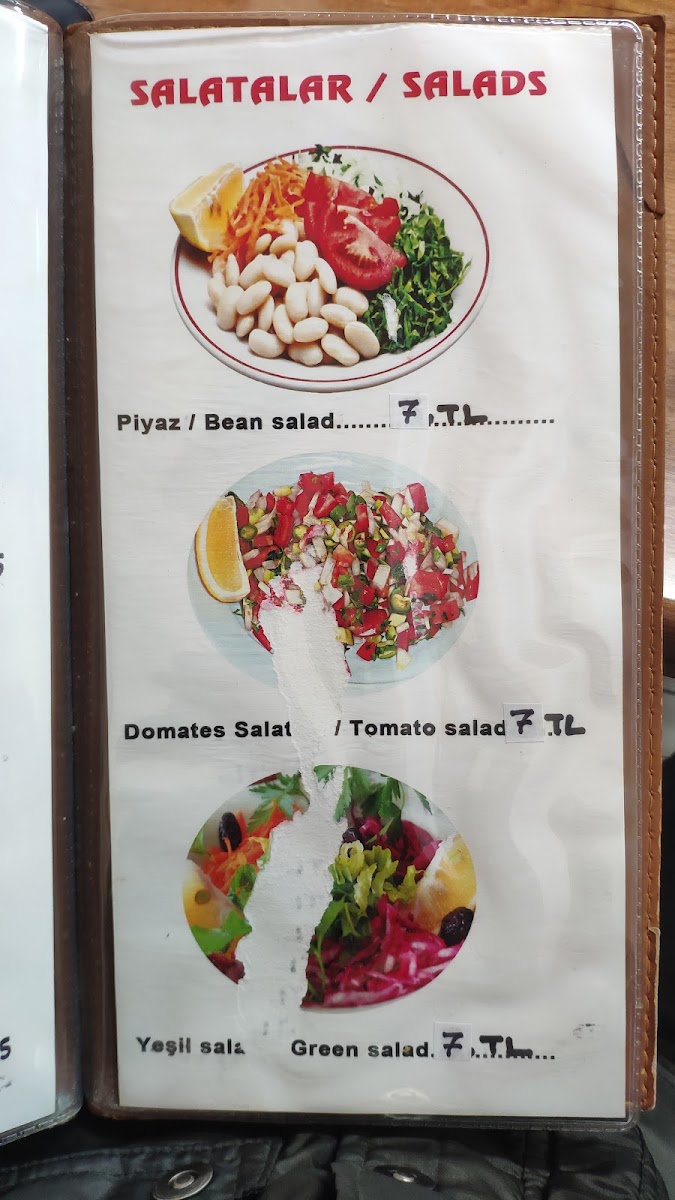 SALATALAR / SALADS
Piyaz / Bean salad........7..TL..............
Domates Salat / Tomato salad 7 .TL
Yeşil sala Green salad. 7 ..TL...